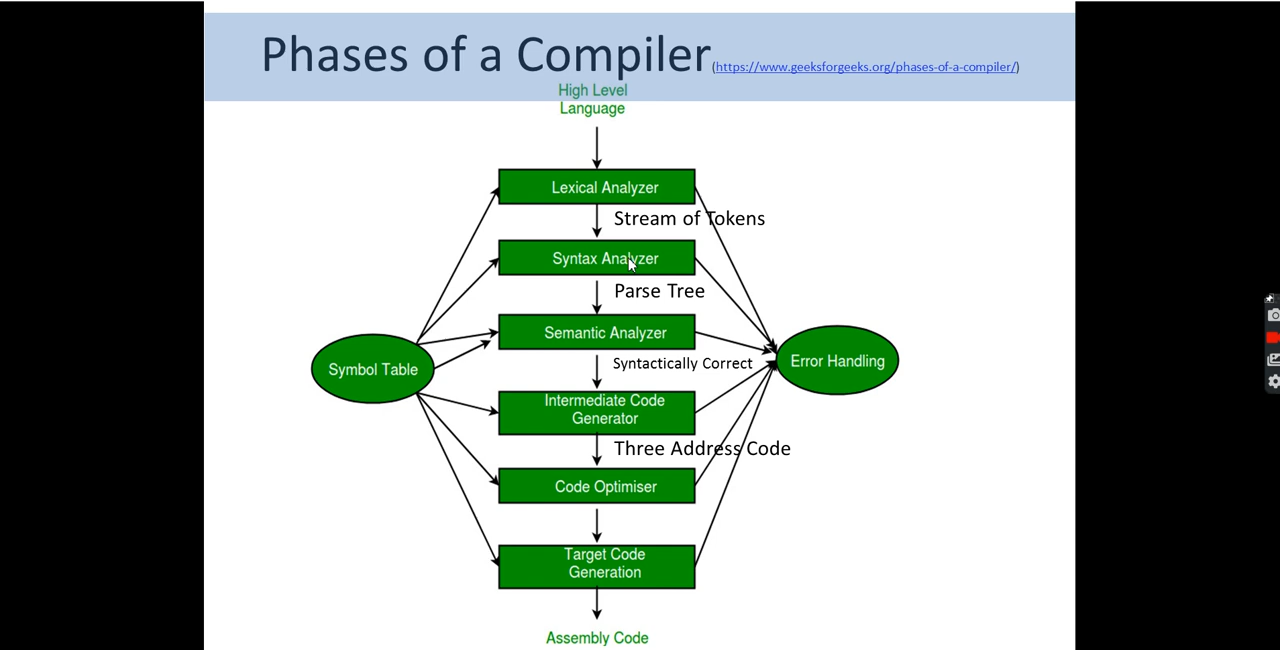 Phases of a Compiler (https://www.geeksforgeeks.org/phases-of-a-compiler/)
High Level
Language
Lexical Analyzer
Stream of Tokens
Syntax Analyzer
Parse Tree
Semantic Analyzer
Syntactically Correct
Symbol Table
Error Handling
Intermediate Code
Generator
Three Address Code
Code Optimiser
Target Code
Generation
Assembly Code